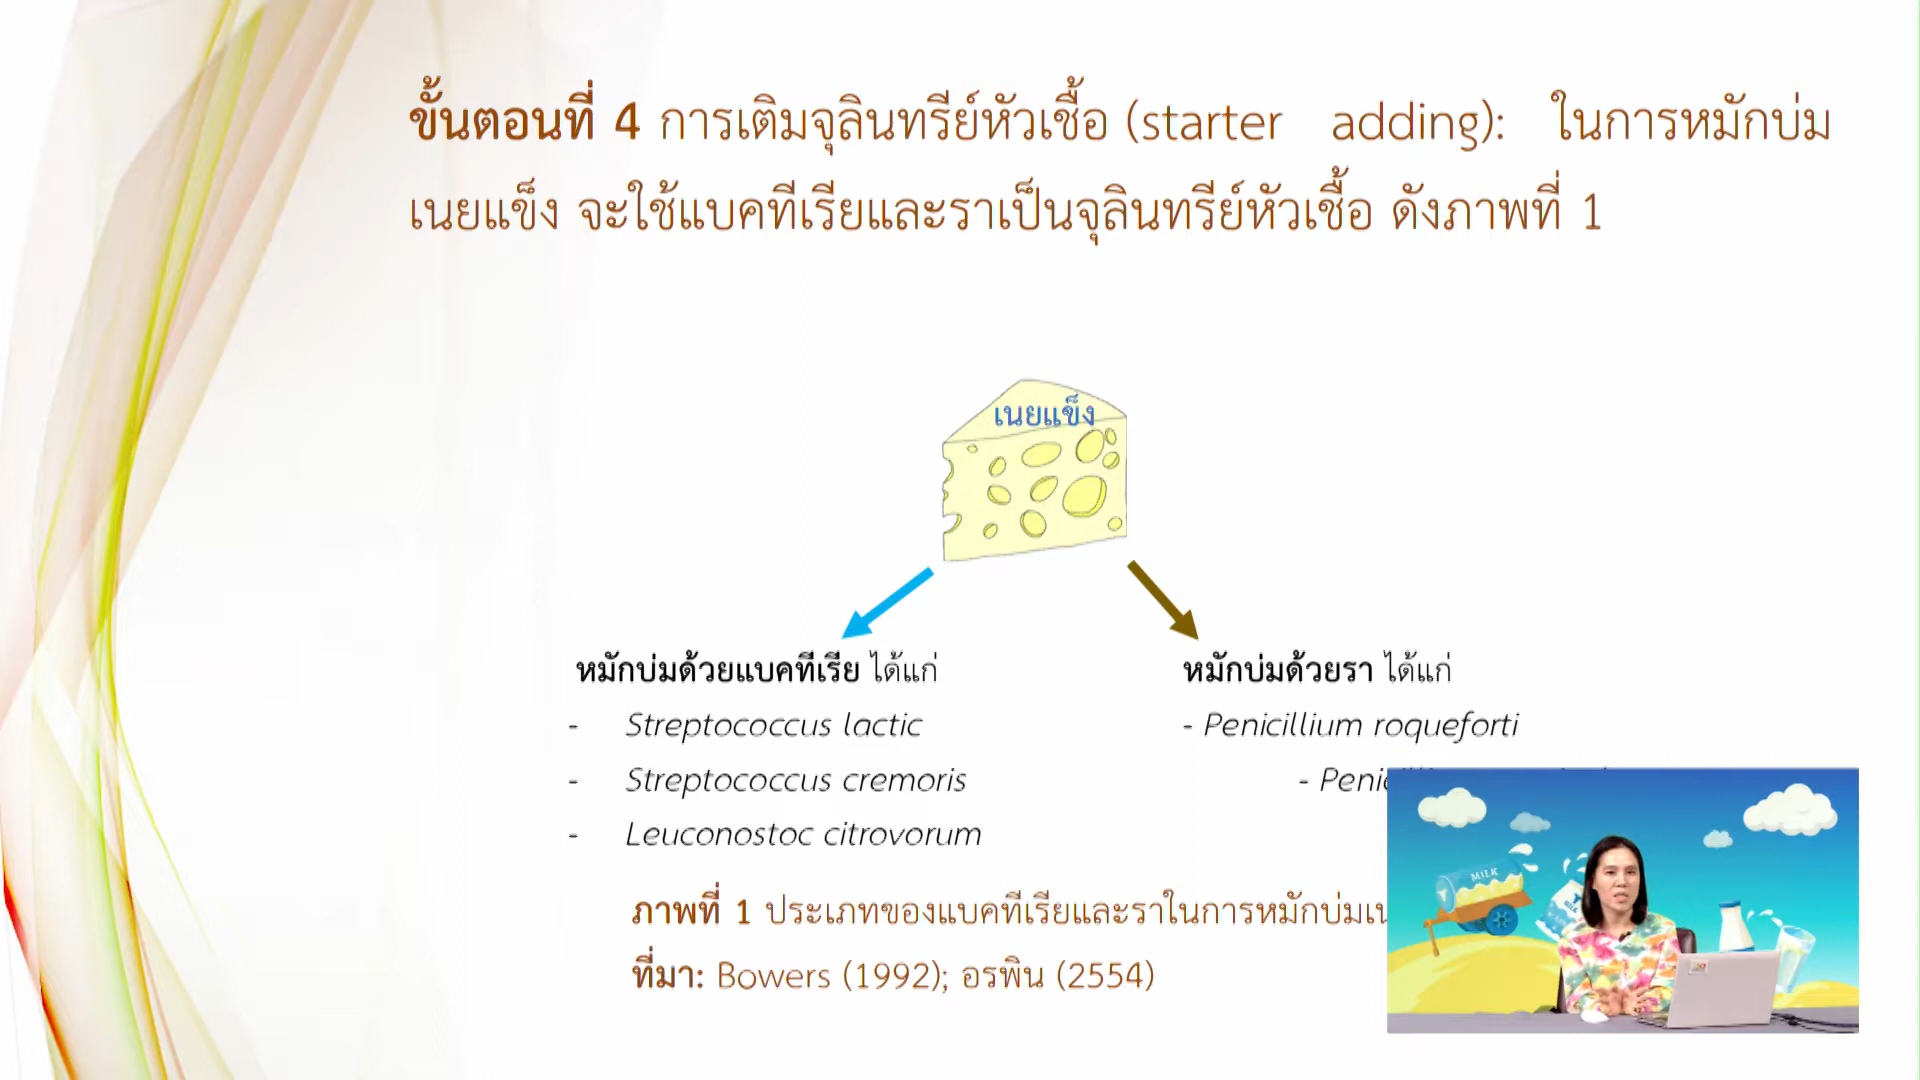 ขั้นตอนที่ 4 การเติมจุลินทรีย์หัวเชื้อ (starter adding): ในการหมักบ่ม
เนยแข็ง จะใช้แบคทีเรียและราเป็นจุลินทรีย์หัวเชื้อ ดังภาพที่ 1
เนยแข็ง
หมักบ่มด้วยแบคทีเรีย ได้แก่
- Streptococcus lactic
- Streptococcus cremoris
- Leuconostoc citrovorum
หมักบ่มด้วยรา ได้แก่
- Penicillium roqueforti
-
ภาพที่ 1 ประเภทของแบคทีเรียและราในการหมักบ่ม
ที่มา: Bowers (1992); อรพิน (2554)
MILK